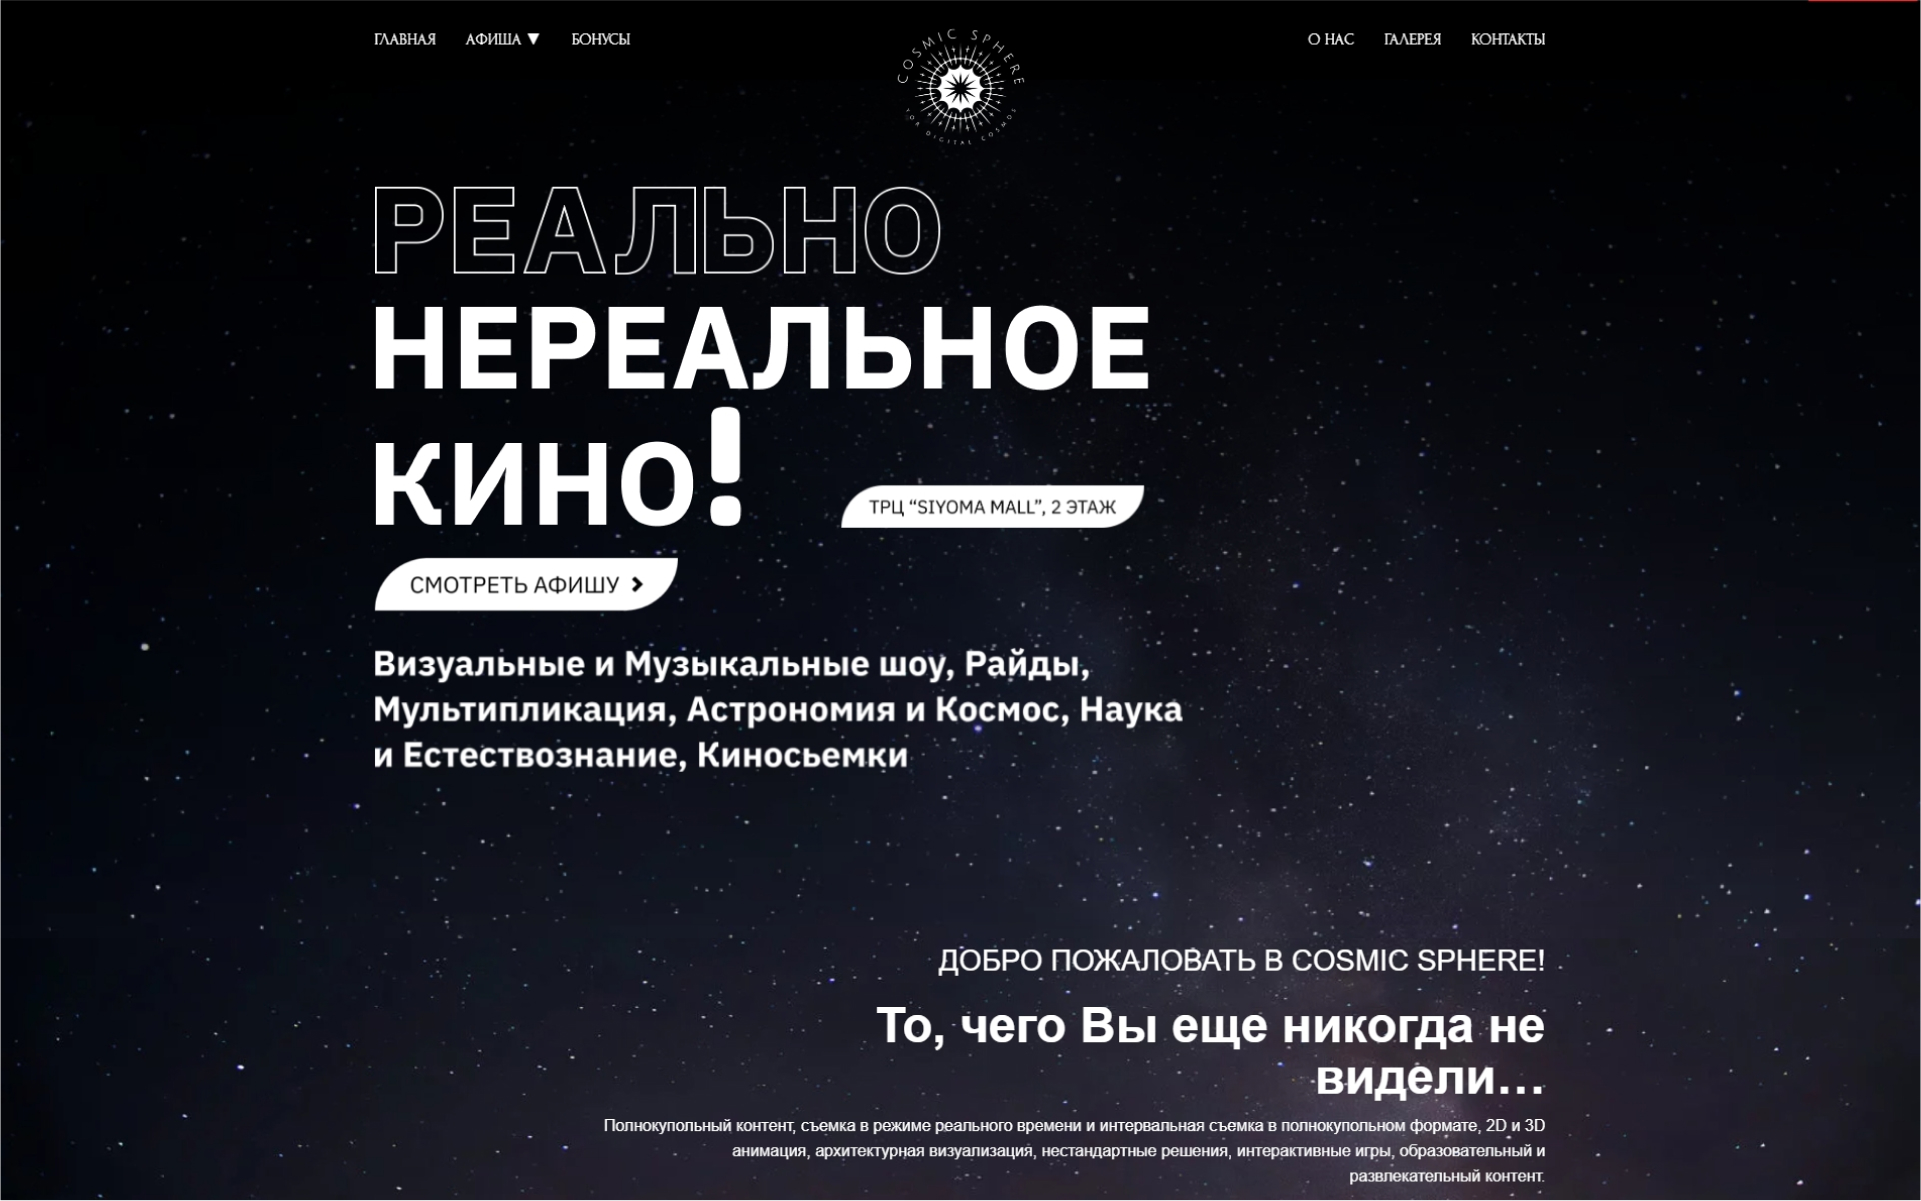 ГЛАВНАЯ АФИША ▼ БОНУСЫ
COSMIC SPHERE
YOR DIGITAL COSMOS
О НАС ГАЛЕРЕЯ КОНТАКТЫ
РЕАЛЬНО
НЕРЕАЛЬНОЕ
КИНО!
ТРЦ “SIYOMA MALL”, 2 ЭТАЖ
СМОТРЕТЬ АФИШУ >
Визуальные и Музыкальные шоу, Райды,
Мультипликация, Астрономия и Космос, Наука
и Естествознание, Киносьемки
ДОБРО ПОЖАЛОВАТЬ В COSMIC SPHERE!
То, чего Вы еще никогда не
видели...
Полнокупольный контент, съемка в режиме реального времени и интервальная съемка в полнокупольном формате, 2D и 3D
анимация, архитектурная визуализация, нестандартные решения, интерактивные игры, образовательный и
развлекательный контент.